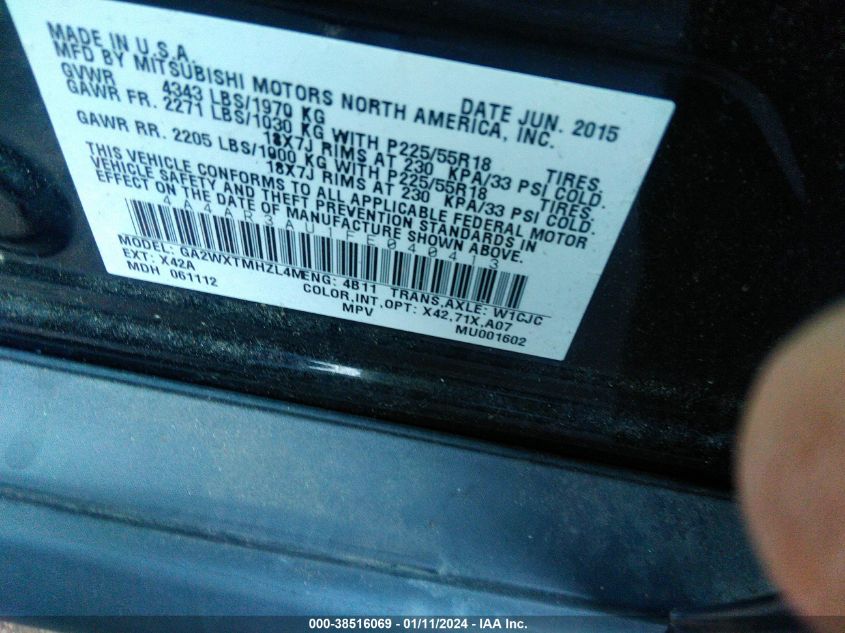 MADE IN U.S.A. DATE JUN. 2015
MFD BY MITSUBISHI MOTORS NORTH AMERICA, INC.
GVWR 4343 LBS/1970 KG
GAWR FR. 2271 LBS/1030 KG WITH P225/55R18 TIRES,
18X7J RIMS AT 230 KPA/33 PSI COLD.
GAWR RR. 2205 LBS/1000 KG WITH P225/55R18 TIRES,
18X7J RIMS AT 230 KPA/33 PSI COLD.
THIS VEHICLE CONFORMS TO ALL APPLICABLE FEDERAL MOTOR
VEHICLE SAFETY AND THEFT PREVENTION STANDARDS IN
EFFECT ON THE DATE OF MANUFACTURE SHOWN ABOVE.
4A4AR3AU1FE040413
MODEL: GA2WXTMHZL4M ENG: 4B11 TRANS.AXLE: W1CJC
EXT: X42A COLOR,INT,OPT: X42,71X,A07
MDH 061112 MPV MU001602
000-38516069 - 01/11/2024 - IAA Inc.